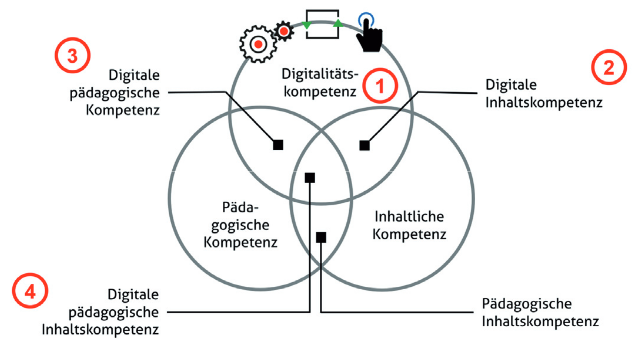 3
Digitale
pädagogische
Kompetenz
Digitalitäts-
kompetenz
1
2
Digitale
Inhaltskompetenz
Päda-
gogische
Kompetenz
Inhaltliche
Kompetenz
4
Digitale
pädagogische
Inhaltskompetenz
Pädagogische
Inhaltskompetenz